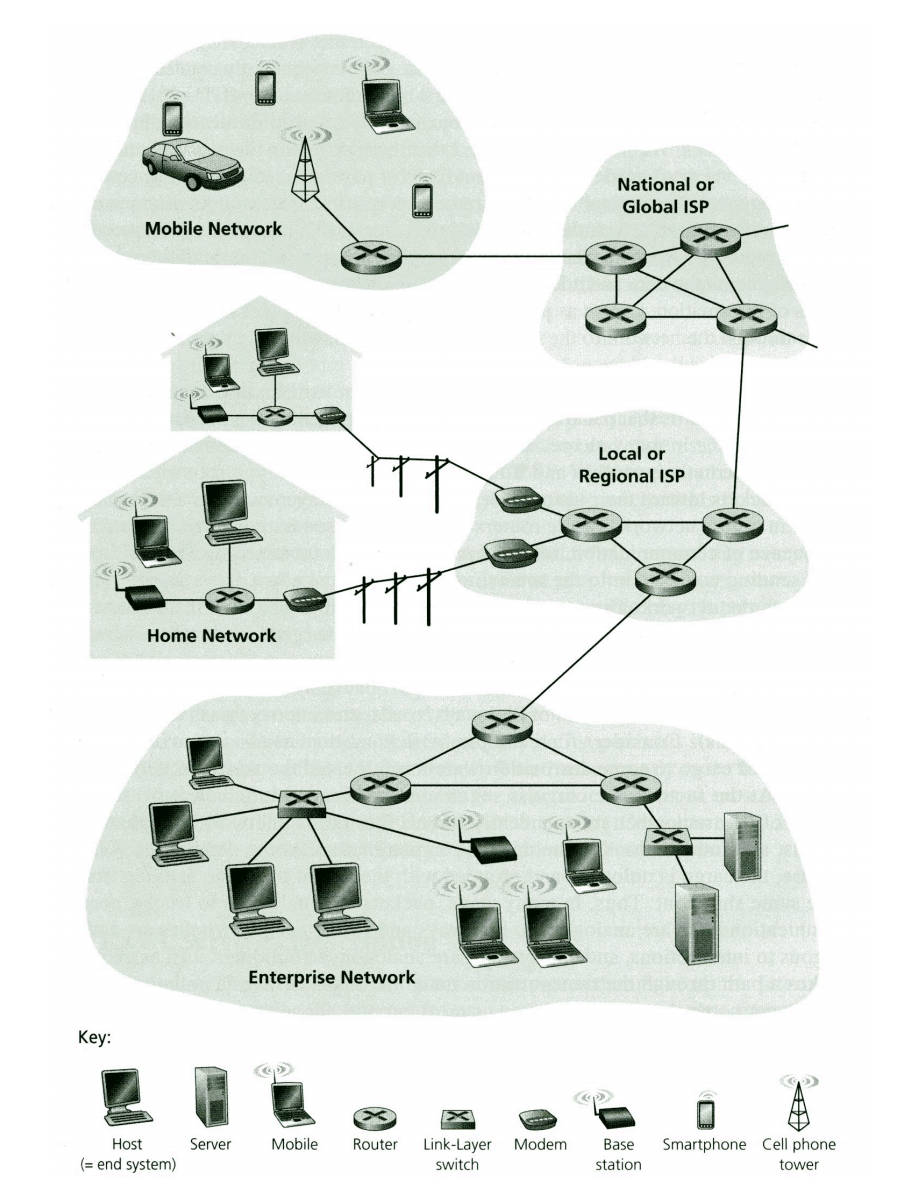 Mobile Network
National or
Global ISP
Local or
Regional ISP
Home Network
Enterprise Network
Key:
Host
(= end system)
Server
Mobile
Router
Link-Layer
switch
Modem
Base
station
Smartphone
Cell phone
tower